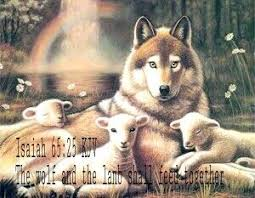 Isaiah 65:25 KJV
The wolf and the lamb shall feed together